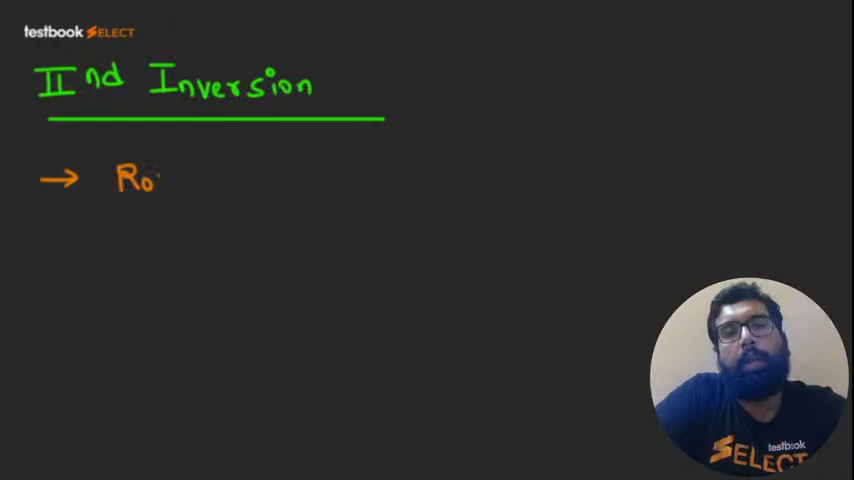 testbook SELECT
IInd Inversion
→ Ro
testbook
SELECT